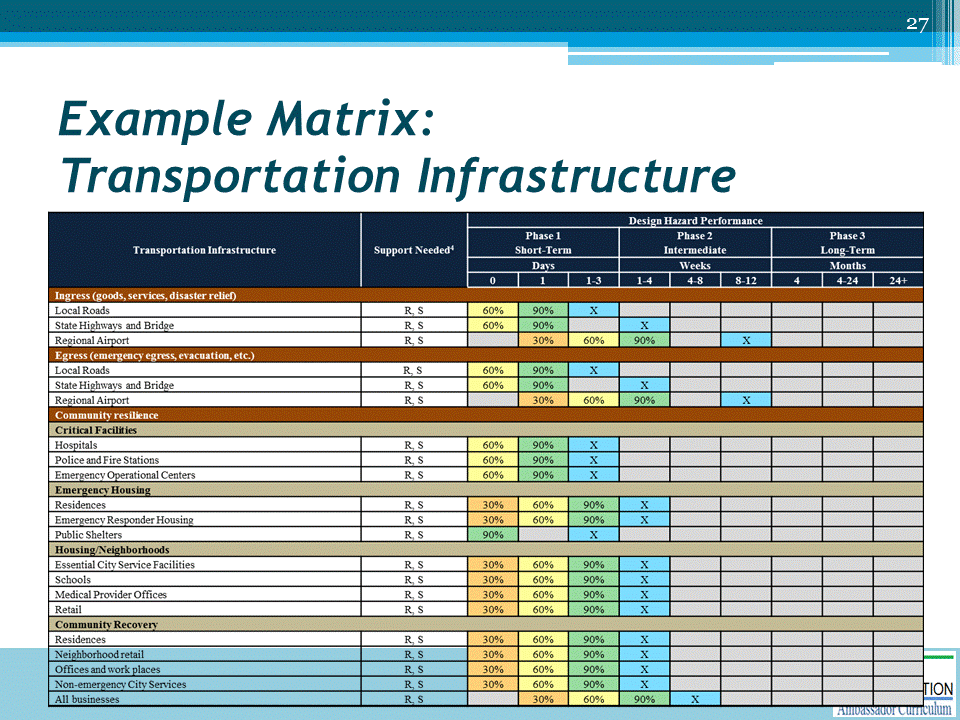 27
Example Matrix:
Transportation Infrastructure
Design Hazard Performance
Phase 1 Phase 2 Phase 3
Transportation Infrastructure Support Needed⁴ Short-Term Intermediate Long-Term
Days Weeks Months
0 1 1-3 1-4 4-8 8-12 4 4-24 24+
Ingress (goods, services, disaster relief)
Local Roads R, S 60% 90% X
State Highways and Bridge R, S 60% 90% X
Regional Airport R, S 30% 60% 90% X
Egress (emergency egress, evacuation, etc.)
Local Roads R, S 60% 90% X
State Highways and Bridge R, S 60% 90% X
Regional Airport R, S 30% 60% 90% X
Community resilience
Critical Facilities
Hospitals R, S 60% 90% X
Police and Fire Stations R, S 60% 90% X
Emergency Operational Centers R, S 60% 90% X
Emergency Housing
Residences R, S 30% 60% 90% X
Emergency Responder Housing R, S 30% 60% 90% X
Public Shelters R, S 90% X
Housing/Neighborhoods
Essential City Service Facilities R, S 30% 60% 90% X
Schools R, S 30% 60% 90% X
Medical Provider Offices R, S 30% 60% 90% X
Retail R, S 30% 60% 90% X
Community Recovery
Residences R, S 30% 60% 90% X
Neighborhood retail R, S 30% 60% 90% X
Offices and work places R, S 30% 60% 90% X
Non-emergency City Services R, S 30% 60% 90% X
All businesses R, S 30% 60% 90% X
TION
Ambassador Curriculum